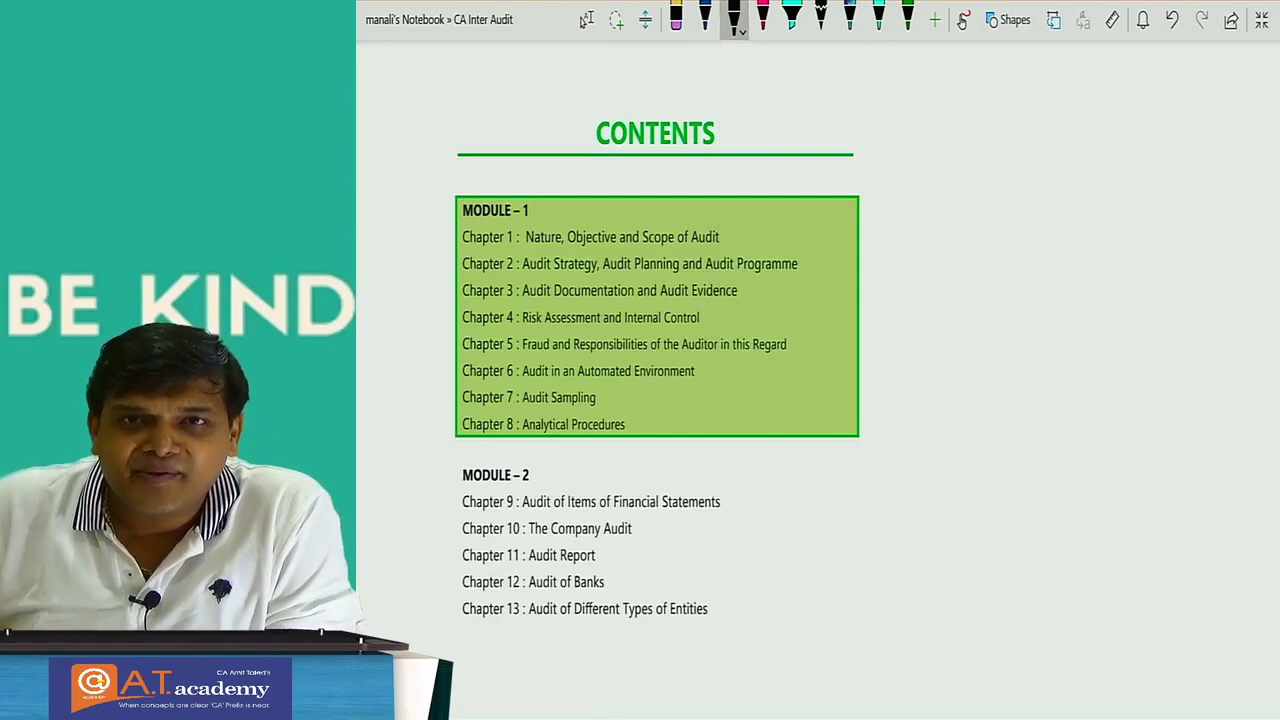 manali's Notebook » CA Inter Audit
Shapes
BE KIND
CONTENTS
MODULE – 1
Chapter 1 : Nature, Objective and Scope of Audit
Chapter 2 : Audit Strategy, Audit Planning and Audit Programme
Chapter 3 : Audit Documentation and Audit Evidence
Chapter 4 : Risk Assessment and Internal Control
Chapter 5 : Fraud and Responsibilities of the Auditor in this Regard
Chapter 6 : Audit in an Automated Environment
Chapter 7 : Audit Sampling
Chapter 8 : Analytical Procedures
MODULE – 2
Chapter 9 : Audit of Items of Financial Statements
Chapter 10 : The Company Audit
Chapter 11 : Audit Report
Chapter 12 : Audit of Banks
Chapter 13 : Audit of Different Types of Entities
CA Amit Talda's
@ A.T. academy
ACADEMY
When concepts are clear 'CA' Prefix is near.